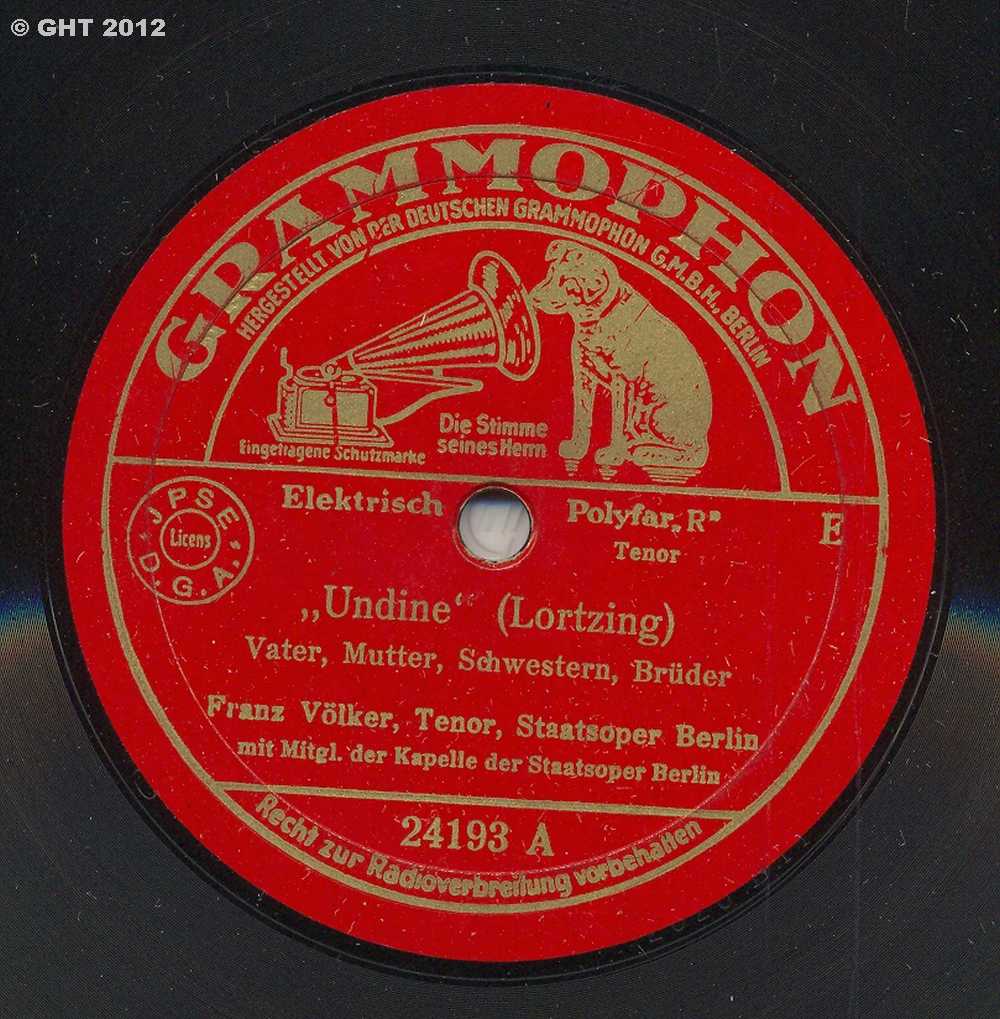 © GHT 2012
GRAMMOPHON
HERGESTELLT VON DER DEUTSCHEN GRAMMOPHON G.M.B.H., BERLIN
Die Stimme
seines Herrn
Eingetragene Schutzmarke
Elektrisch
Polyfar „R"
E
Tenor
JPSE
Licens
D.G.A.
„Undine“ (Lortzing)
Vater, Mutter, Schwestern, Brüder
Franz Völker, Tenor, Staatsoper Berlin
mit Mitgl. der Kapelle der Staatsoper Berlin
24193 A
Recht zur Radioverbreitung vorbehalten